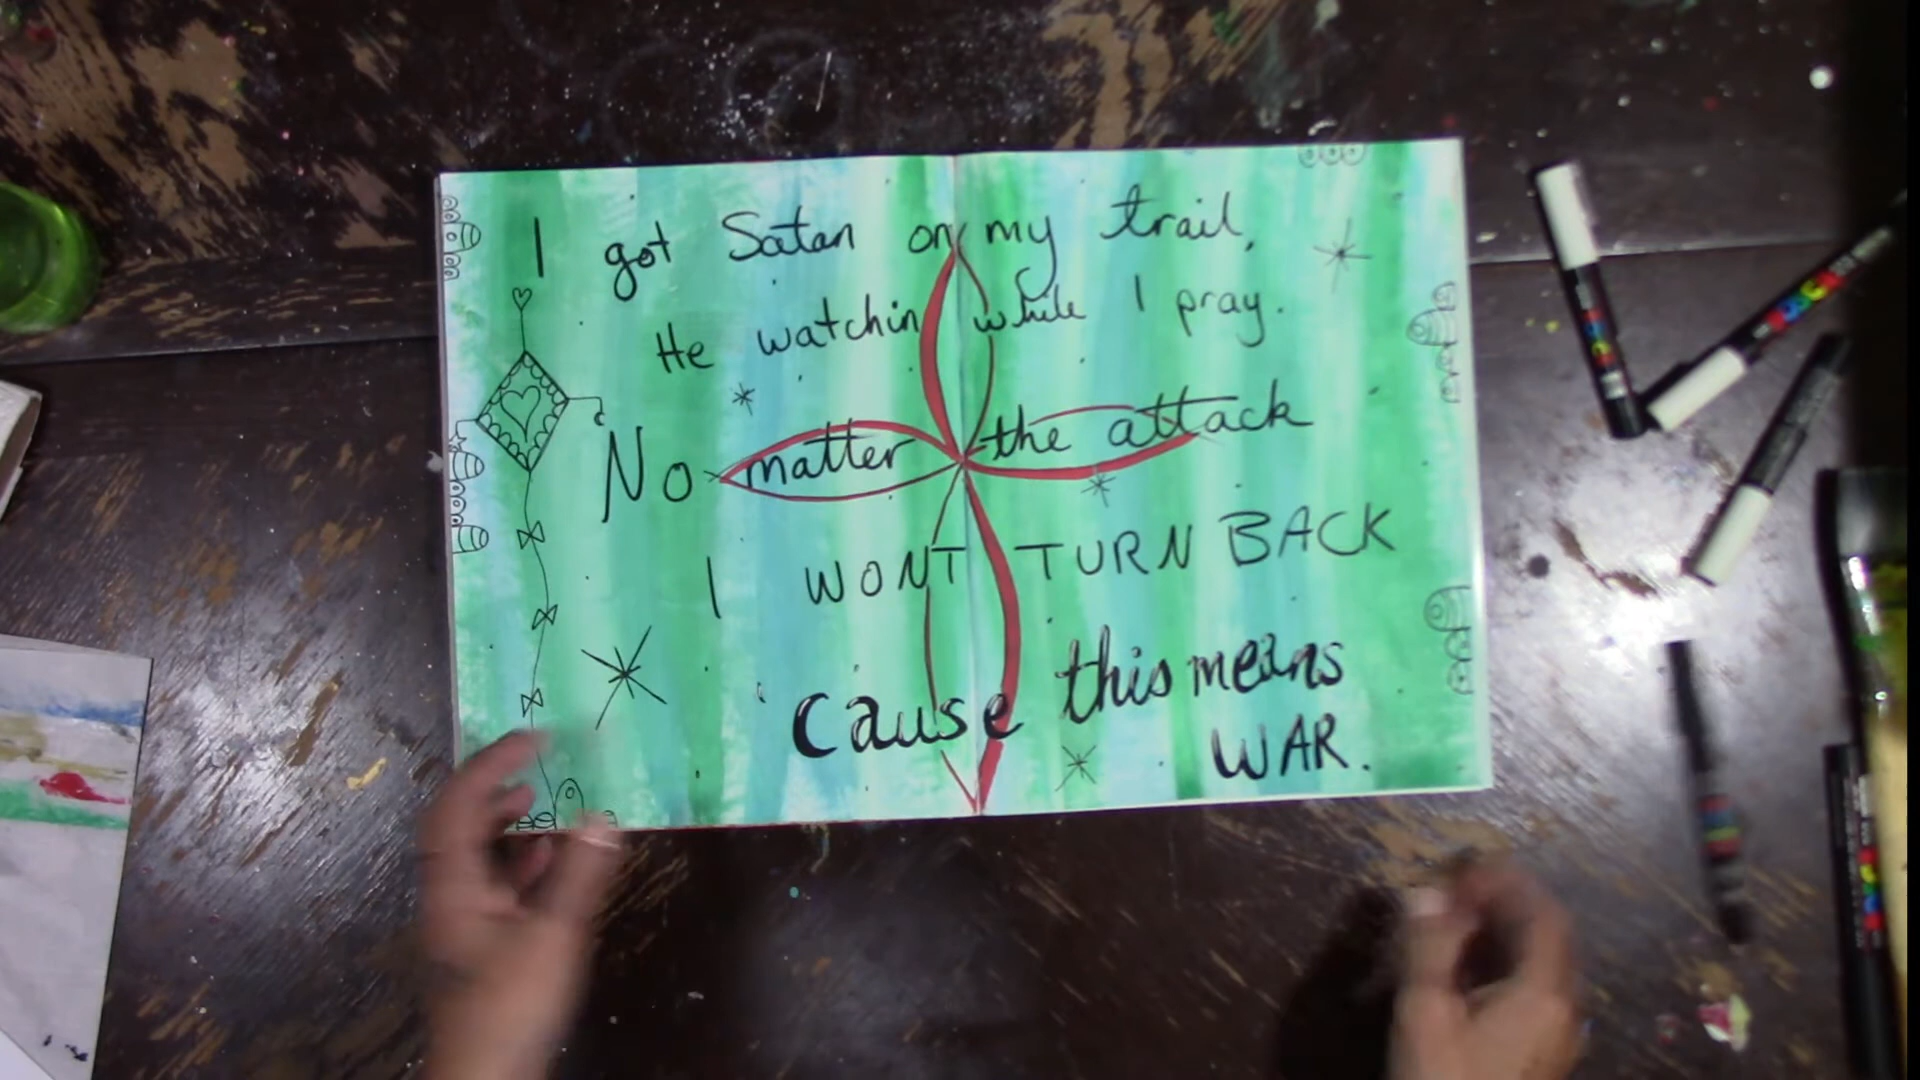 I got Satan on my trail,
He watchin while I pray.
No matter the attack
I WONT TURN BACK
Cause this means
WAR.